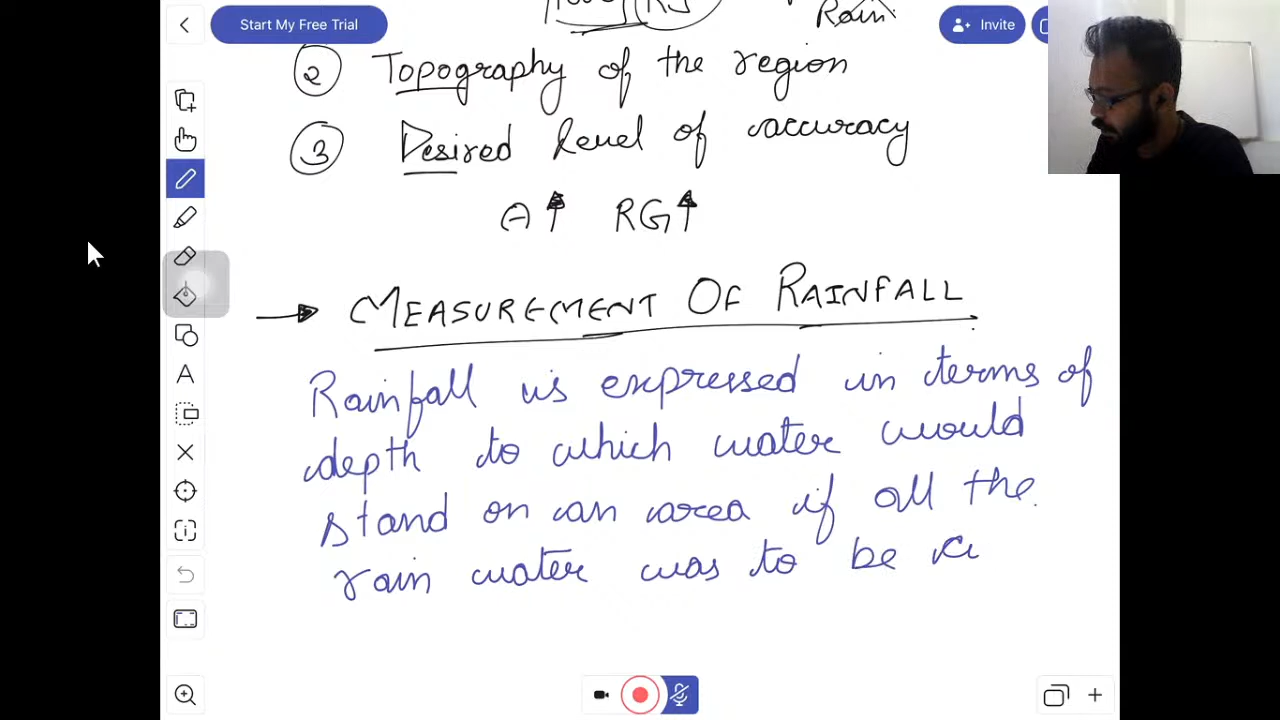 Start My Free Trial
Invite
Rain
2 Topography of the region
3 Desired level of accuracy
A↑ RG↑
→ MEASUREMENT OF RAINFALL
Rainfall is expressed in terms of
depth to which water would
stand on an area if all the
rain water was to be
A